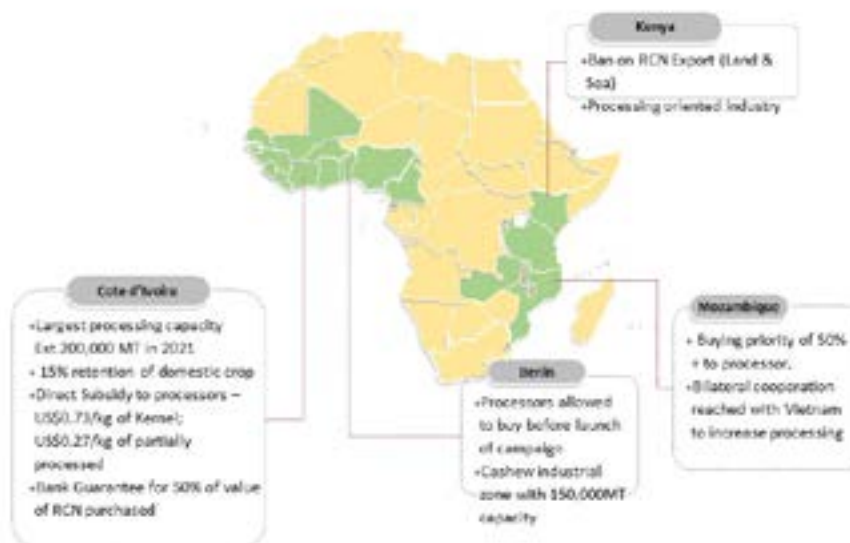 Kenya
•Ban on RCN Export (Land &
Sea)
•Processing oriented industry
Cote d'Ivoire
•Largest processing capacity
Est 200,000 MT in 2021
• 15% retention of domestic crop
•Direct Subsidy to processors –
US$0.73/kg of Kernel;
US$0.27/kg of partially
processed
•Bank Guarantee for 50% of value
of RCN purchased
Benin
•Processors allowed
to buy before launch
of campaign
•Cashew industrial
zone with 150,000MT
capacity
Mozambique
• Buying priority of 50%
+ to processor.
•Bilateral cooperation
reached with Vietnam
to increase processing